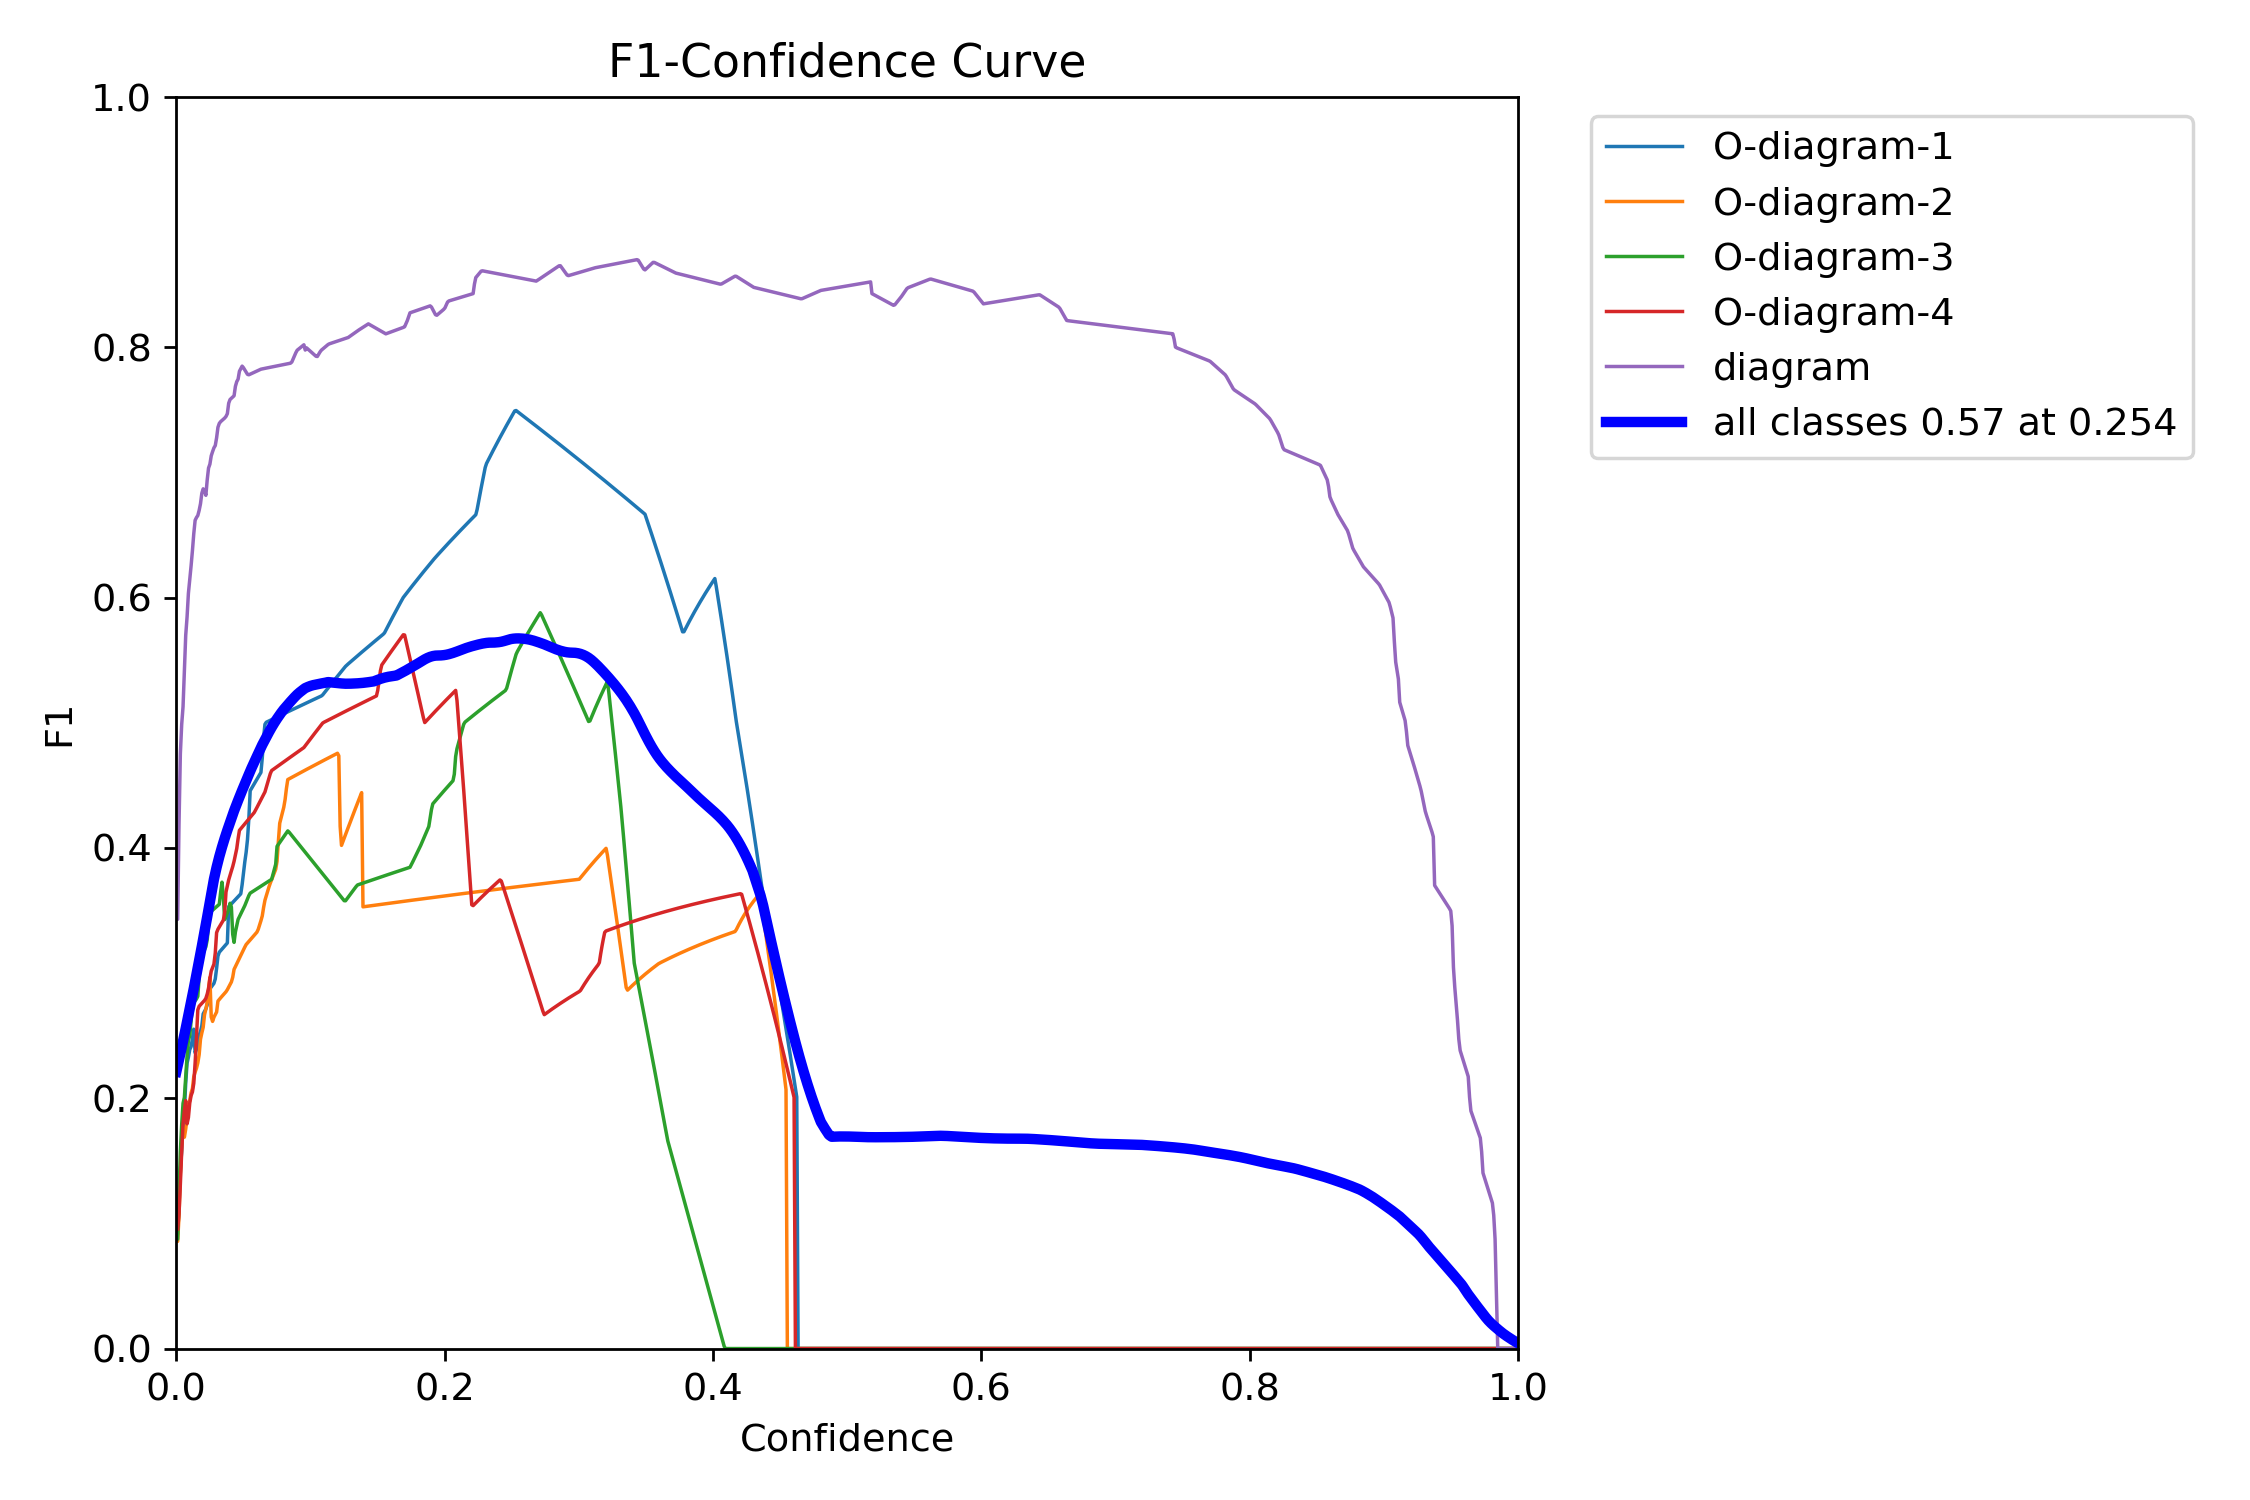 F1-Confidence Curve
1.0
0.8
0.6
0.4
0.2
0.0
F1
0.0 0.2 0.4 0.6 0.8 1.0
Confidence
O-diagram-1
O-diagram-2
O-diagram-3
O-diagram-4
diagram
all classes 0.57 at 0.254